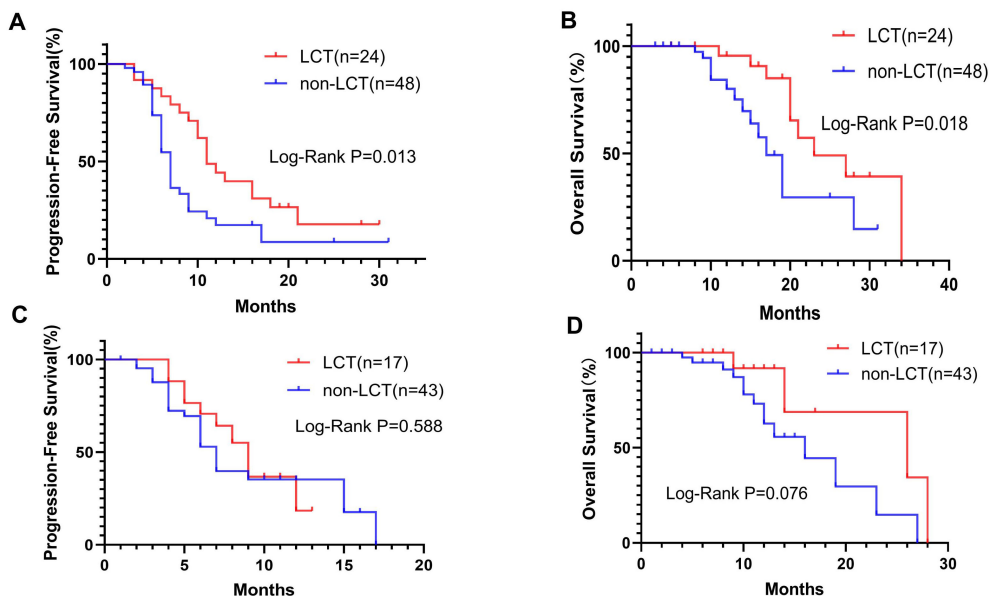 A
Progression-Free Survival(%)
100
50
0
0 10 20 30
Months
LCT(n=24)
non-LCT(n=48)
Log-Rank P=0.013
B
Overall Survival(%)
100
50
0
0 10 20 30 40
Months
LCT(n=24)
non-LCT(n=48)
Log-Rank P=0.018
C
Progression-Free Survival(%)
100
50
0
0 5 10 15 20
Months
LCT(n=17)
non-LCT(n=43)
Log-Rank P=0.588
D
Overall Survival(%)
100
50
0
0 10 20 30
Months
LCT(n=17)
non-LCT(n=43)
Log-Rank P=0.076